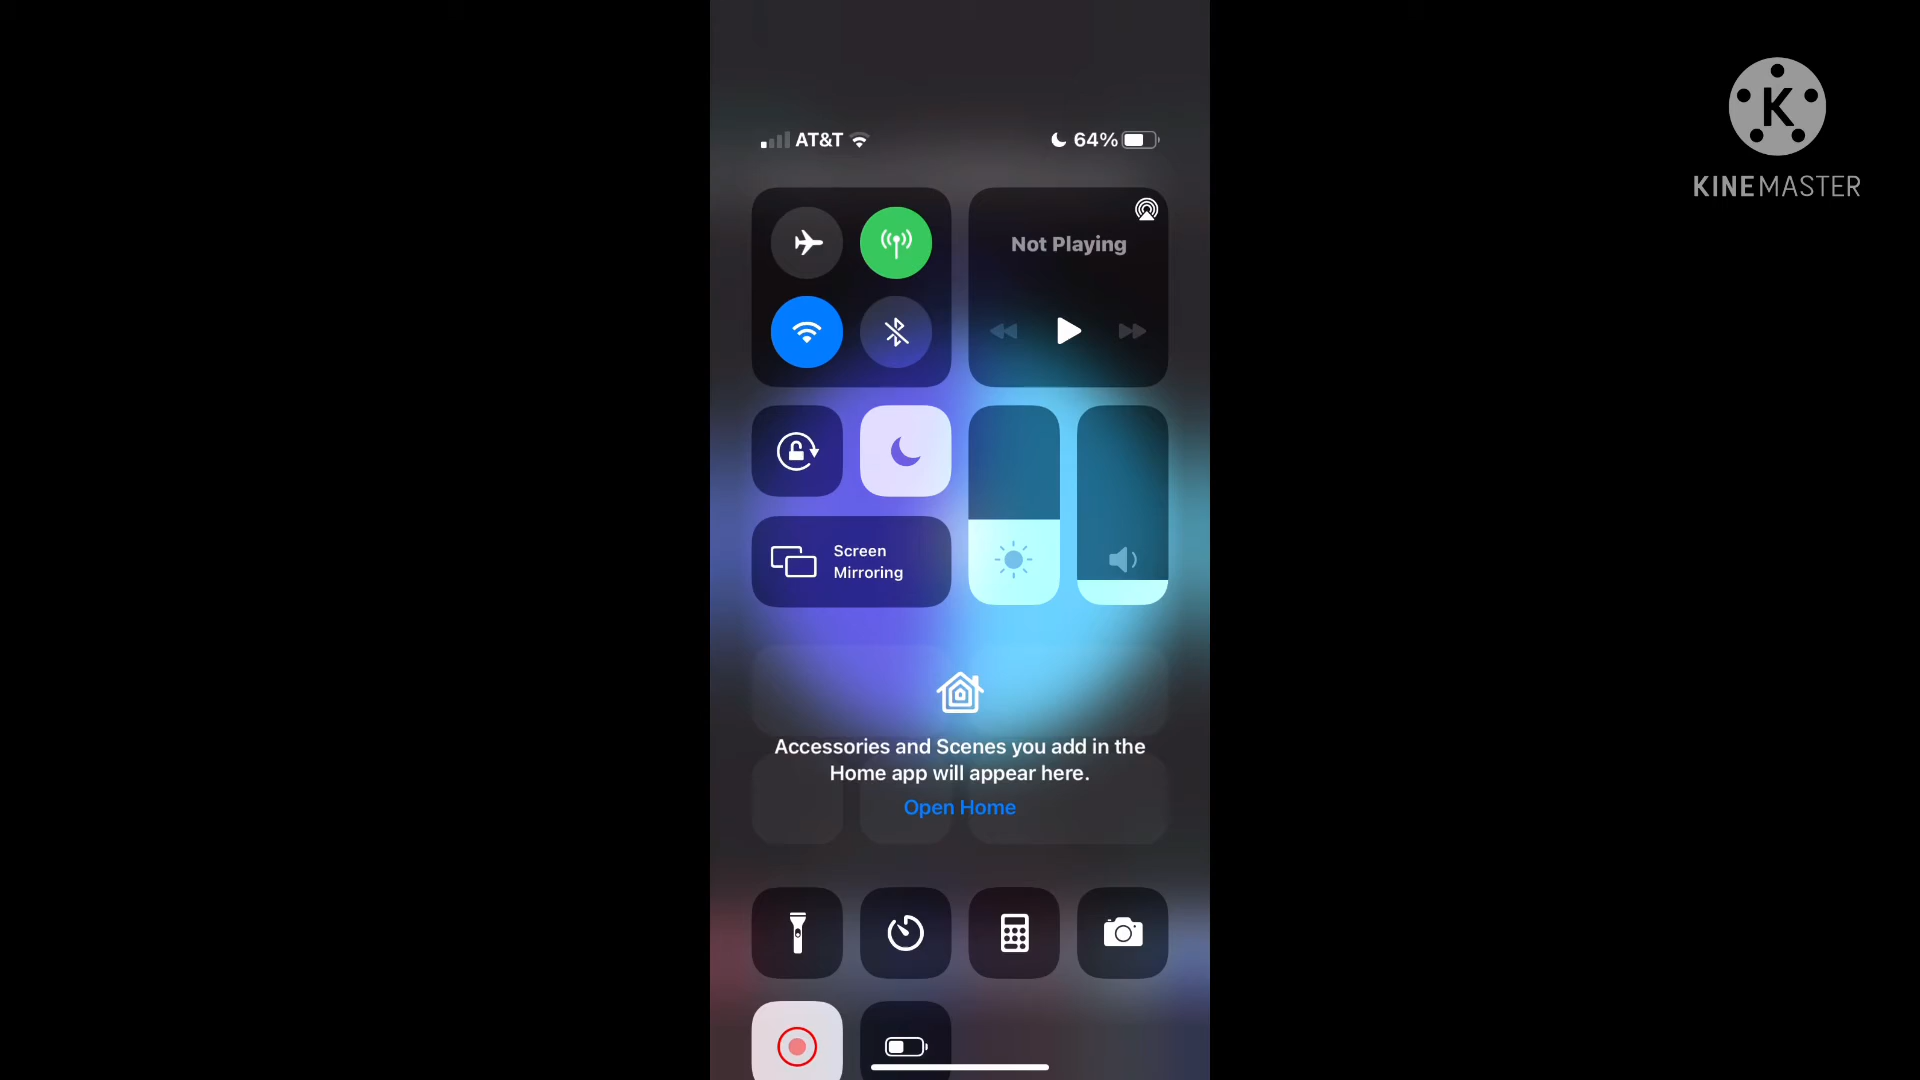 AT&T
64%
K
KINEMASTER
Not Playing
Screen
Mirroring
Accessories and Scenes you add in the
Home app will appear here.
Open Home